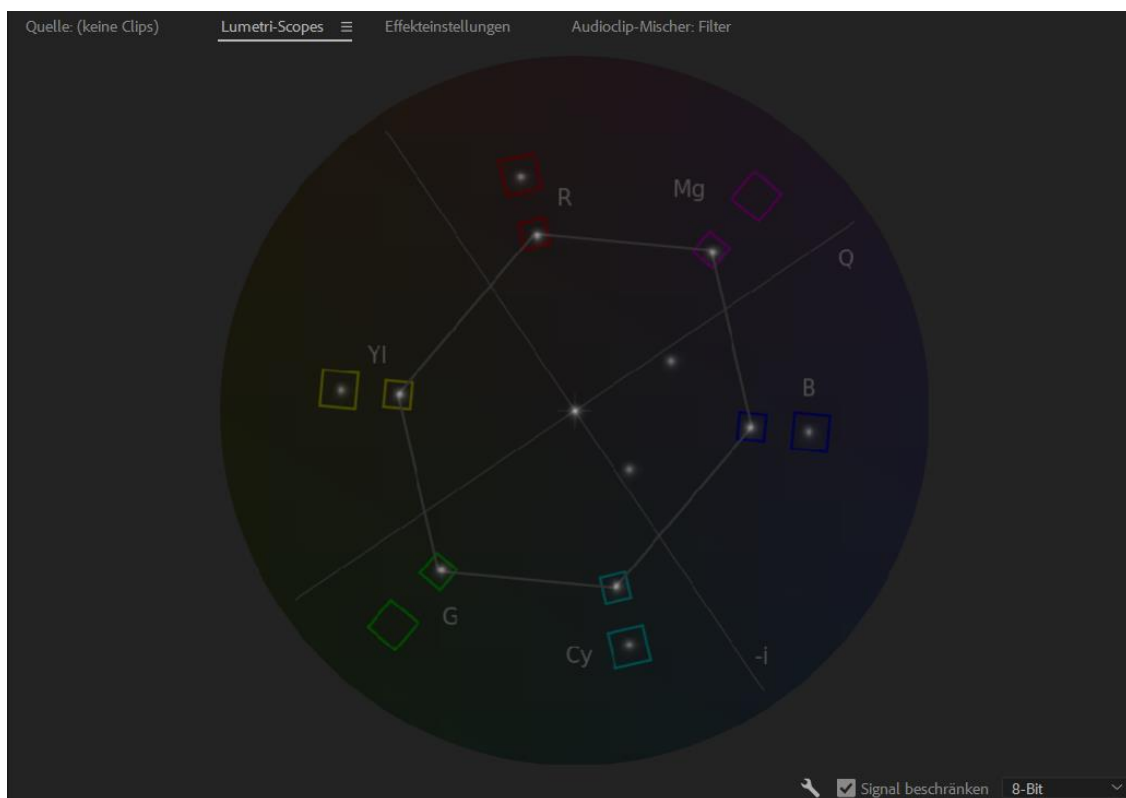 Quelle: (keine Clips) Lumetri-Scopes Effekteinstellungen Audioclip-Mischer: Filter
R
Mg
Q
Yl
B
G
Cy
-i
Signal beschränken 8-Bit